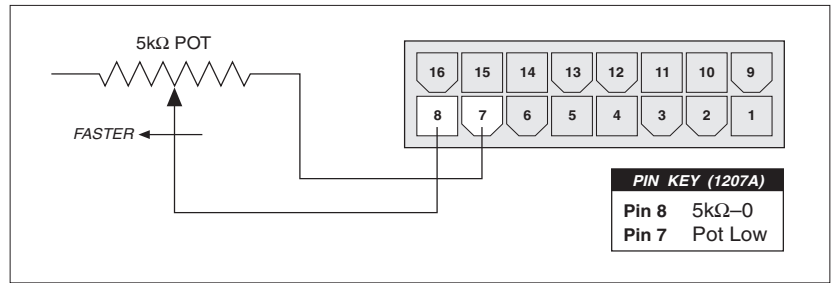 5kΩ POT
16 15 14 13 12 11 10 9
8 7 6 5 4 3 2 1
FASTER
PIN KEY (1207A)
Pin 8 5kΩ–0
Pin 7 Pot Low